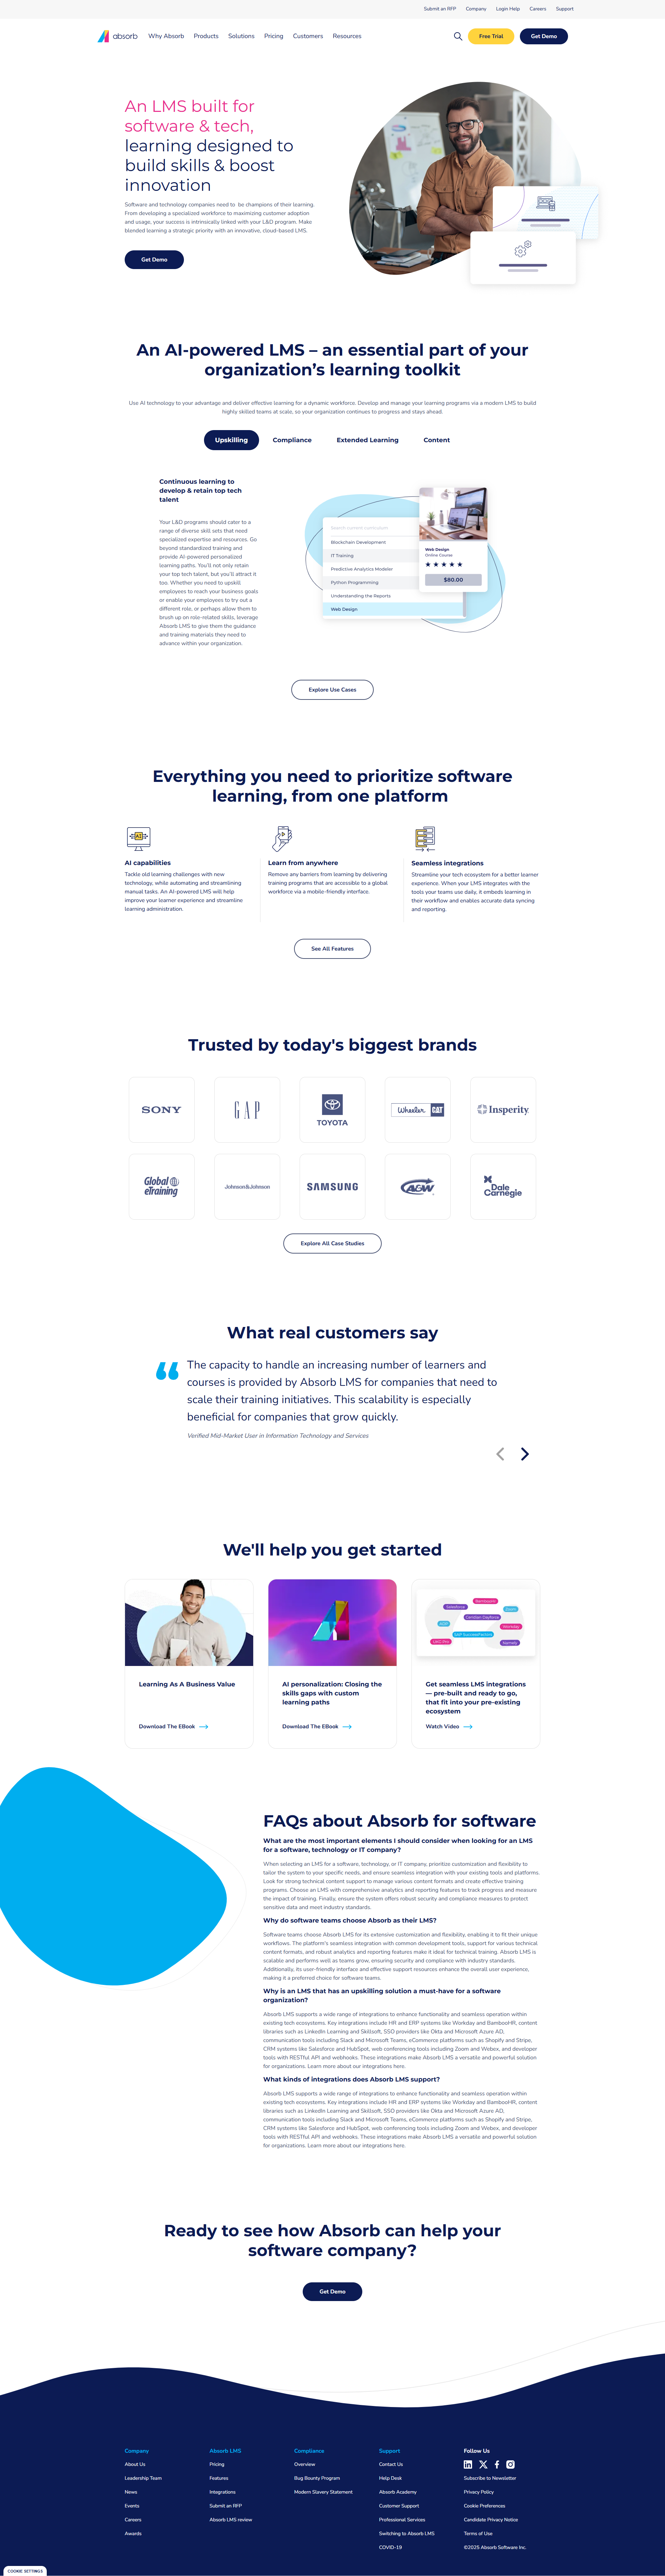 Submit an RFP
Company
Login Help
Careers
Support
absorb
Why Absorb
Products
Solutions
Pricing
Customers
Resources
Free Trial
Get Demo
An LMS built for
software & tech,
learning designed to
build skills & boost
innovation
Software and technology companies need to be champions of their learning.
From developing a specialized workforce to maximizing customer adoption
and usage, your success is intrinsically linked with your L&D program. Make
blended learning a strategic priority with an innovative, cloud-based LMS.
Get Demo
An AI-powered LMS – an essential part of your
organization’s learning toolkit
Use AI technology to your advantage and deliver effective learning for a dynamic workforce. Develop and manage your learning programs via a modern LMS to build
highly skilled teams at scale, so your organization continues to progress and stays ahead.
Upskilling
Compliance
Extended Learning
Content
Continuous learning to
develop & retain top tech
talent
Your L&D programs should cater to a
range of diverse skill sets that need
specialized expertise and resources. Go
beyond standardized training and
provide AI-powered personalized
learning paths. You’ll not only retain
your top tech talent, but you’ll attract it
too. Whether you need to upskill
employees to reach your business goals
or enable your employees to try out a
different role, or perhaps allow them to
brush up on role-related skills, leverage
Absorb LMS to give them the guidance
and training materials they need to
advance within your organization.
Search current curriculum
Blockchain Development
IT Training
Predictive Analytics Modeler
Python Programming
Understanding the Reports
Web Design
Web Design
Online Course
$80.00
Explore Use Cases
Everything you need to prioritize software
learning, from one platform
AI
AI capabilities
Tackle old learning challenges with new
technology, while automating and streamlining
manual tasks. An AI-powered LMS will help
improve your learner experience and streamline
learning administration.
Learn from anywhere
Remove any barriers from learning by delivering
training programs that are accessible to a global
workforce via a mobile-friendly interface.
Seamless integrations
Streamline your tech ecosystem for a better learner
experience. When your LMS integrates with the
tools your teams use daily, it embeds learning in
their workflow and enables accurate data syncing
and reporting.
See All Features
Trusted by today's biggest brands
SONY
GAP
TOYOTA
Wheeler CAT
Insperity
Global
eTraining
Johnson&Johnson
SAMSUNG
A&W
Dale
Carnegie
Explore All Case Studies
What real customers say
The capacity to handle an increasing number of learners and
courses is provided by Absorb LMS for companies that need to
scale their training initiatives. This scalability is especially
beneficial for companies that grow quickly.
Verified Mid-Market User in Information Technology and Services
We'll help you get started
Learning As A Business Value
Download The EBook
AI personalization: Closing the
skills gaps with custom
learning paths
Download The EBook
Salesforce
Ceridian Dayforce
Workday
ADP
SAP SuccessFactors
UKG Pro
Namely
Get seamless LMS integrations
— pre-built and ready to go,
that fit into your pre-existing
ecosystem
Watch Video
FAQs about Absorb for software
What are the most important elements I should consider when looking for an LMS
for a software, technology or IT company?
When selecting an LMS for a software, technology, or IT company, prioritize customization and flexibility to
tailor the system to your specific needs, and ensure seamless integration with your existing tools and platforms.
Look for strong technical content support to manage various content formats and create effective training
programs. Choose an LMS with comprehensive analytics and reporting features to track progress and measure
the impact of training. Finally, ensure the system offers robust security and compliance measures to protect
sensitive data and meet industry standards.
Why do software teams choose Absorb as their LMS?
Software teams choose Absorb LMS for its extensive customization and flexibility, enabling it to fit their unique
workflows. The platform's seamless integration with common development tools, support for various technical
content formats, and robust analytics and reporting features make it ideal for technical training. Absorb LMS is
scalable and performs well as teams grow, ensuring security and compliance with industry standards.
Additionally, its user-friendly interface and effective support resources enhance the overall user experience,
making it a preferred choice for software teams.
Why is an LMS that has an upskilling solution a must-have for a software
organization?
Absorb LMS supports a wide range of integrations to enhance functionality and seamless operation within
existing tech ecosystems. Key integrations include HR and ERP systems like Workday and BambooHR, content
libraries such as LinkedIn Learning and Skillsoft, SSO providers like Okta and Microsoft Azure AD,
communication tools including Slack and Microsoft Teams, eCommerce platforms such as Shopify and Stripe,
CRM systems like Salesforce and HubSpot, web conferencing tools including Zoom and Webex, and developer
tools with RESTful API and webhooks. These integrations make Absorb LMS a versatile and powerful solution
for organizations. Learn more about our integrations here.
What kinds of integrations does Absorb LMS support?
Absorb LMS supports a wide range of integrations to enhance functionality and seamless operation within
existing tech ecosystems. Key integrations include HR and ERP systems like Workday and BambooHR, content
libraries such as LinkedIn Learning and Skillsoft, SSO providers like Okta and Microsoft Azure AD,
communication tools including Slack and Microsoft Teams, eCommerce platforms such as Shopify and Stripe,
CRM systems like Salesforce and HubSpot, web conferencing tools including Zoom and Webex, and developer
tools with RESTful API and webhooks. These integrations make Absorb LMS a versatile and powerful solution
for organizations. Learn more about our integrations here.
Ready to see how Absorb can help your
software company?
Get Demo
Company
About Us
Leadership Team
News
Events
Careers
Awards
Absorb LMS
Pricing
Features
Integrations
Submit an RFP
Absorb LMS review
Compliance
Overview
Bug Bounty Program
Modern Slavery Statement
Support
Contact Us
Help Desk
Absorb Academy
Customer Support
Professional Services
Switching to Absorb LMS
COVID-19
Follow Us
Subscribe to Newsletter
Privacy Policy
Cookie Preferences
Candidate Privacy Notice
Terms of Use
©2025 Absorb Software Inc.
COOKIE SETTINGS